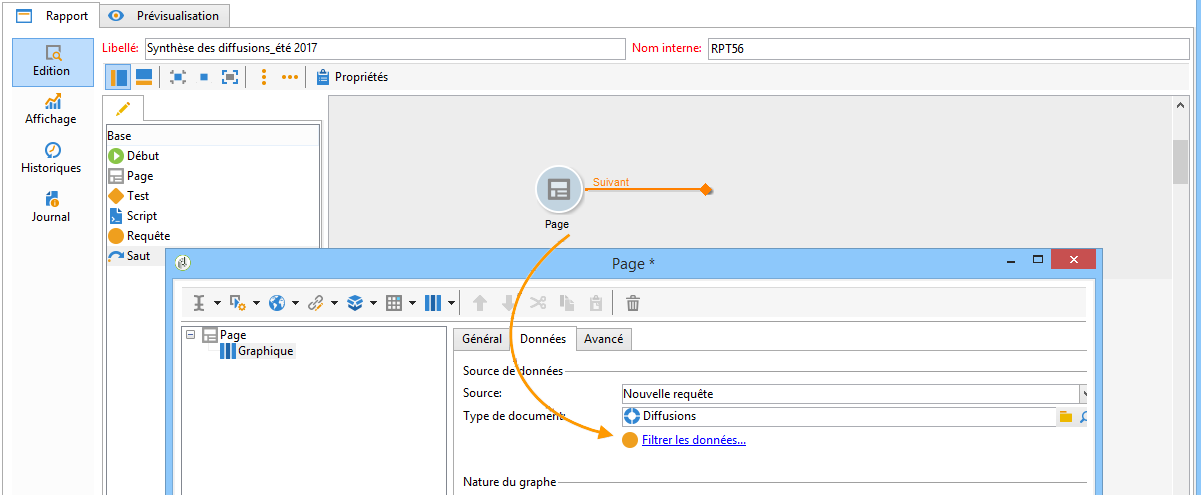 Rapport
Prévisualisation
Libellé: Synthèse des diffusions_été 2017 Nom interne: RPT56
Edition
Affichage
Historiques
Journal
Propriétés
Base
Début
Page
Test
Script
Requête
Saut
Suivant
Page
Page *
Page
Graphique
Général Données Avancé
Source de données
Source: Nouvelle requête
Type de document: Diffusions
Filtrer les données...
Nature du graphe